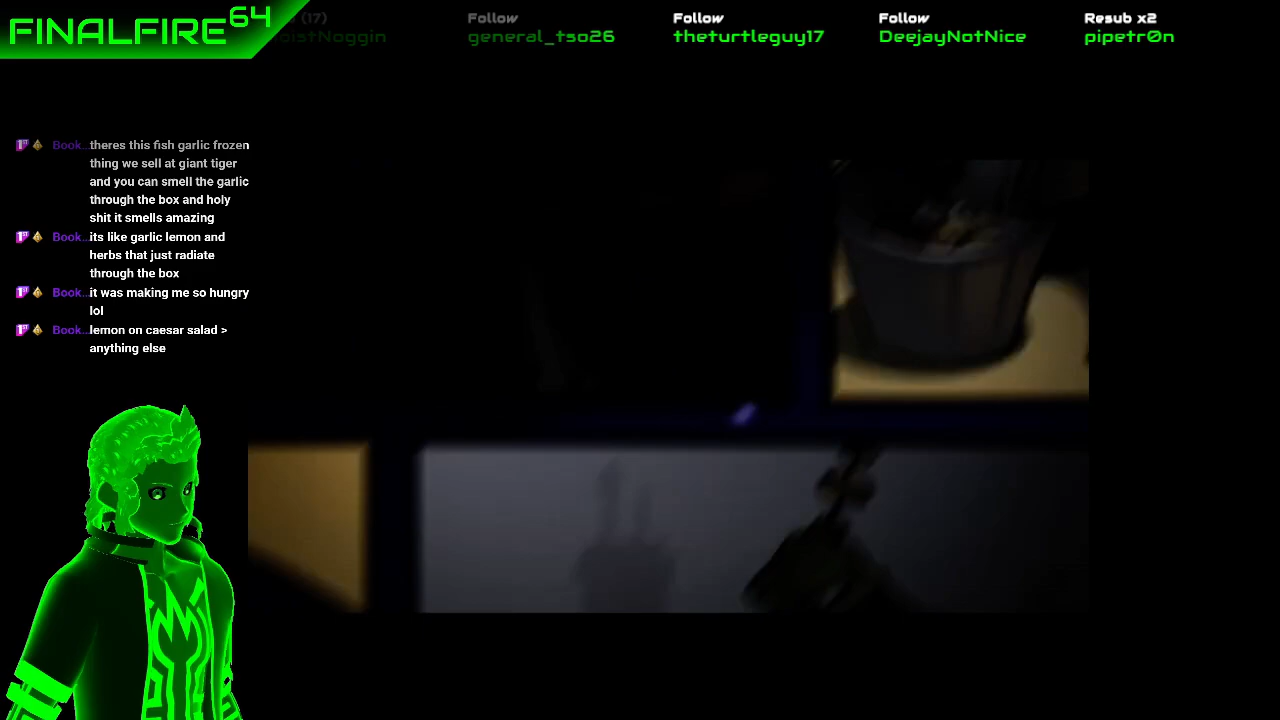 FINALFIRE64
(17)
oistNoggin
Follow
general_tso26
Follow
theturtleguy17
Follow
DeejayNotNice
Resub x2
pipetr0n
Book... theres this fish garlic frozen
thing we sell at giant tiger
and you can smell the garlic
through the box and holy
shit it smells amazing
Book... its like garlic lemon and
herbs that just radiate
through the box
Book... it was making me so hungry
lol
Book... lemon on caesar salad >
anything else